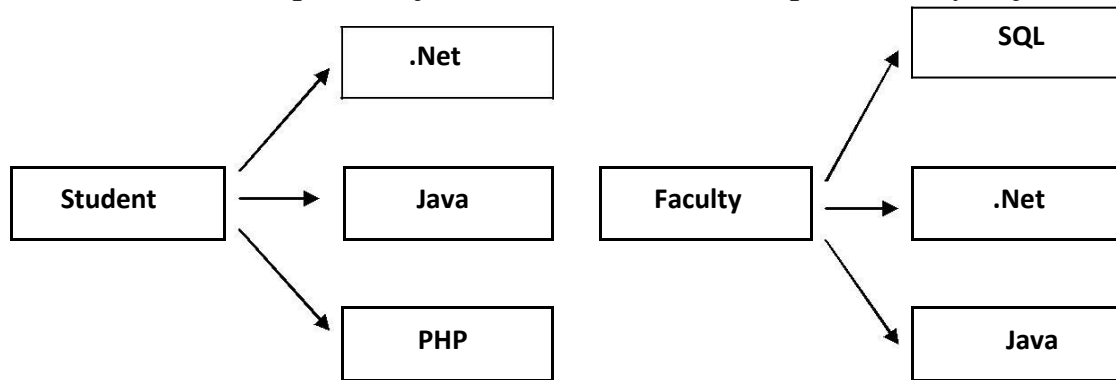 SQL
.Net
Student
Java
Faculty
.Net
PHP
Java